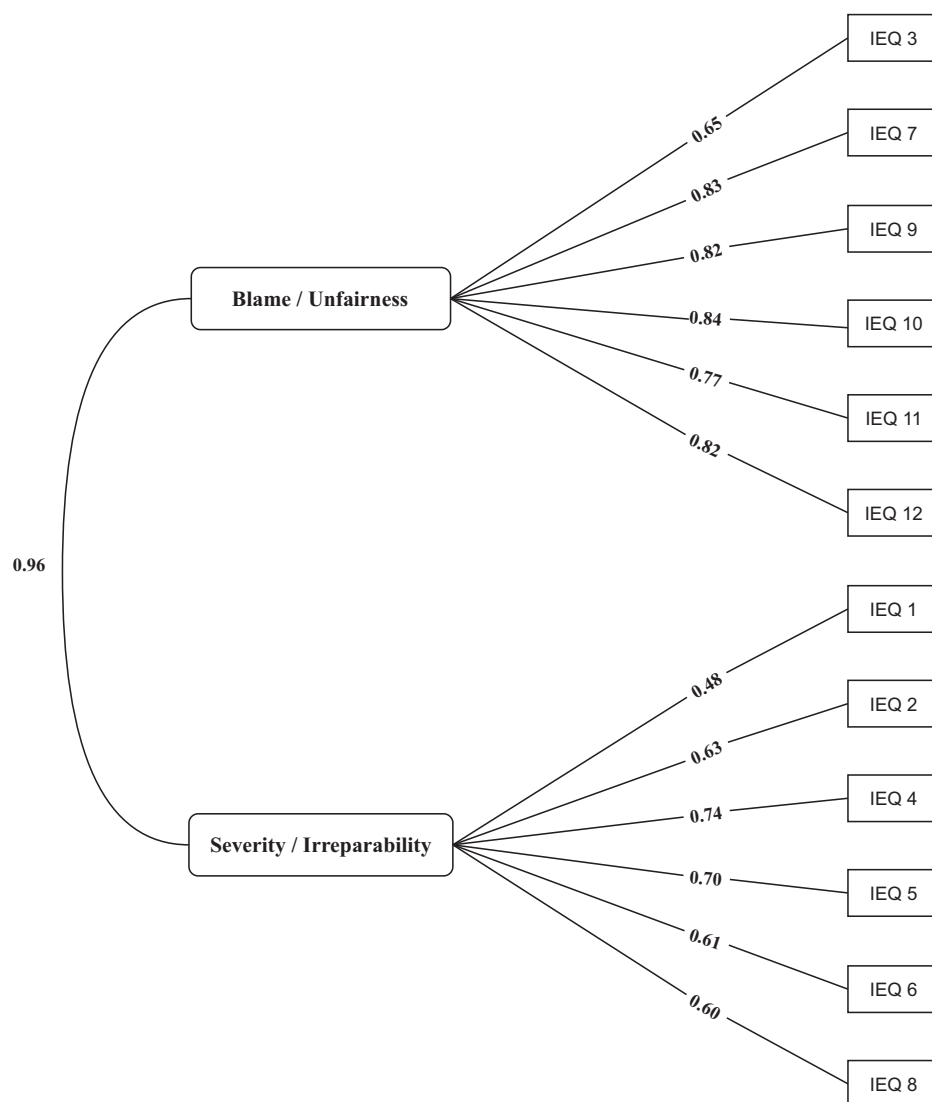 IEQ 3
0.65
IEQ 7
0.83
IEQ 9
0.82
Blame / Unfairness
0.84
IEQ 10
0.77
IEQ 11
0.82
IEQ 12
0.96
IEQ 1
0.48
IEQ 2
0.63
IEQ 4
0.74
Severity / Irreparability
0.70
IEQ 5
0.61
IEQ 6
0.60
IEQ 8